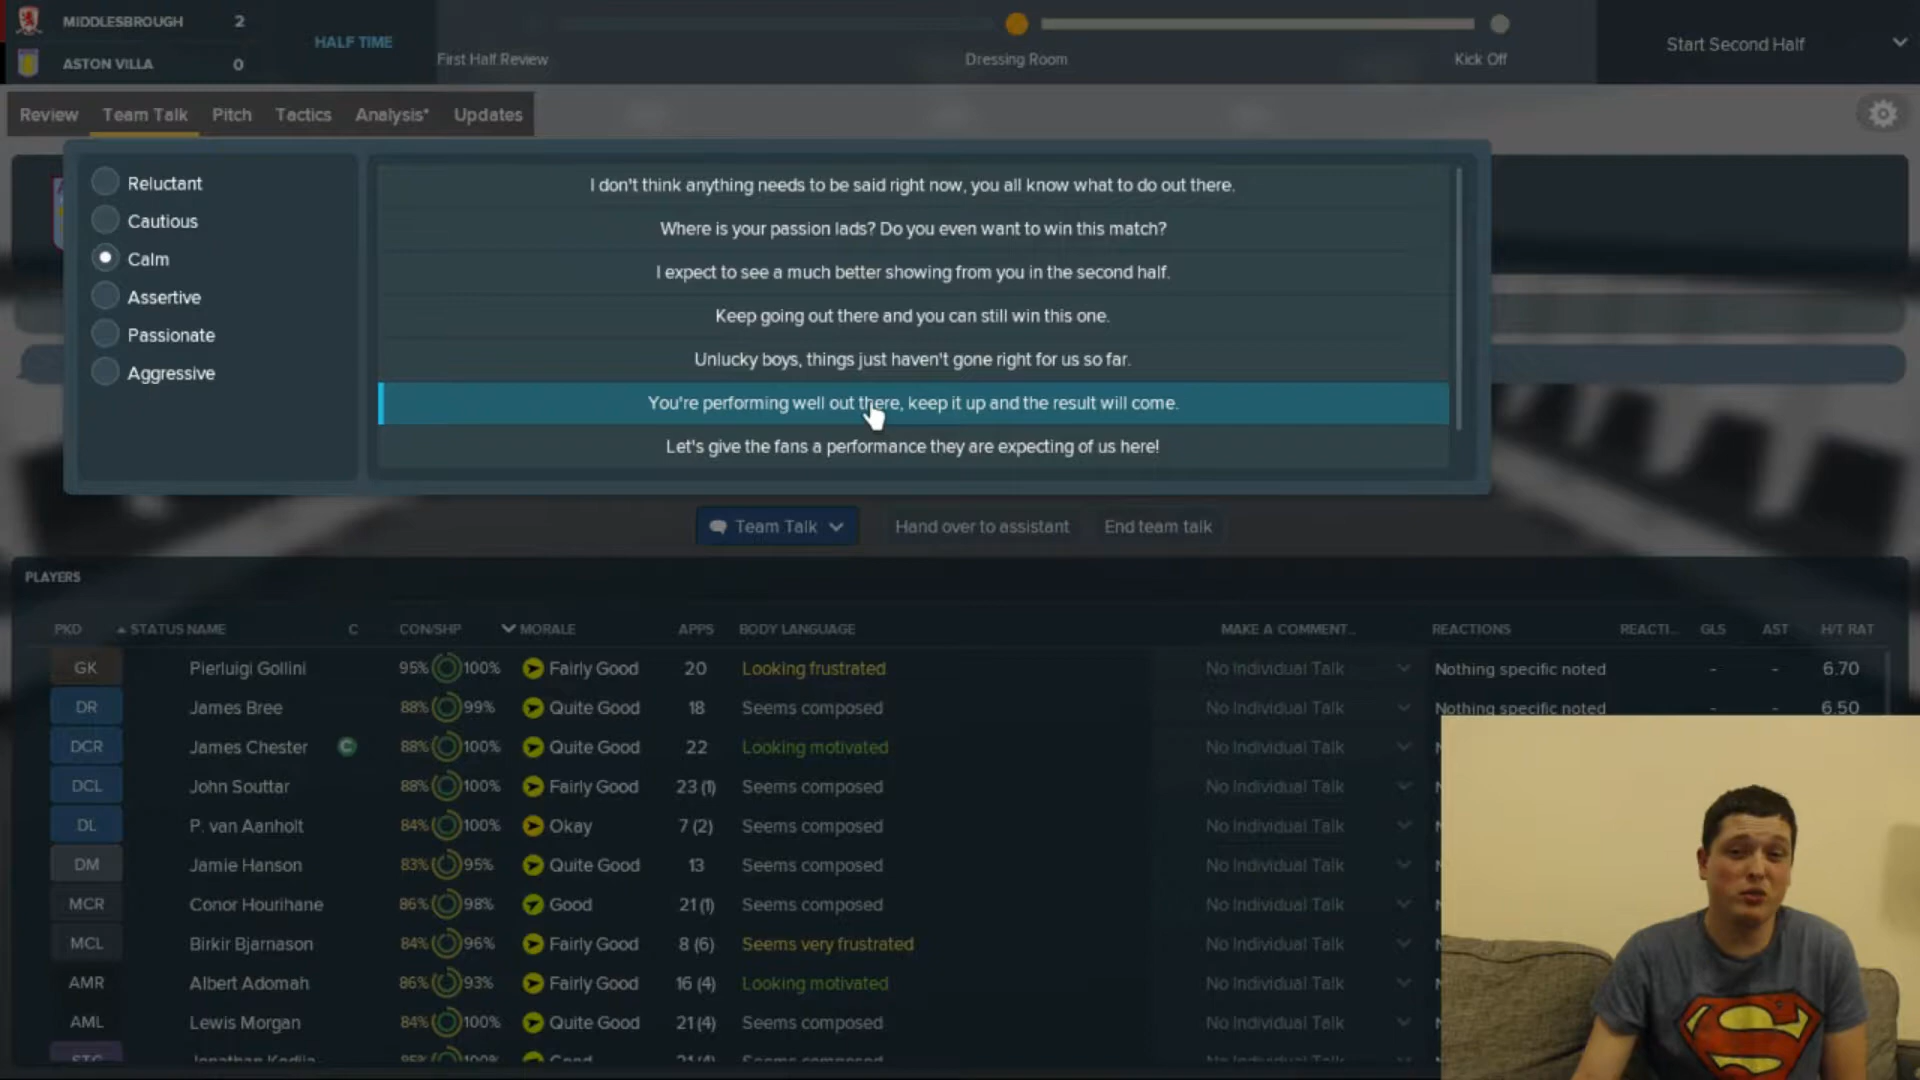 MIDDLESBROUGH 2
ASTON VILLA 0
HALF TIME
First Half Review
Dressing Room
Kick Off
Start Second Half
Review Team Talk Pitch Tactics Analysis* Updates
Reluctant
Cautious
Calm
Assertive
Passionate
Aggressive
I don't think anything needs to be said right now, you all know what to do out there.
Where is your passion lads? Do you even want to win this match?
I expect to see a much better showing from you in the second half.
Keep going out there and you can still win this one.
Unlucky boys, things just haven't gone right for us so far.
You're performing well out there, keep it up and the result will come.
Let's give the fans a performance they are expecting of us here!
Team Talk Hand over to assistant End team talk
PLAYERS
PKD STATUS NAME C CON/SHP MORALE APPS BODY LANGUAGE MAKE A COMMENT... REACTIONS REACTI... GLS AST H/T RAT
GK Pierluigi Gollini 95% 100% Fairly Good 20 Looking frustrated No Individual Talk Nothing specific noted - - 6.70
DR James Bree 88% 99% Quite Good 18 Seems composed No Individual Talk Nothing specific noted - - 6.50
DCR James Chester C 88% 100% Quite Good 22 Looking motivated No Individual Talk
DCL John Souttar 88% 100% Fairly Good 23 (1) Seems composed No Individual Talk
DL P. van Aanholt 84% 100% Okay 7 (2) Seems composed No Individual Talk
DM Jamie Hanson 83% 95% Quite Good 13 Seems composed No Individual Talk
MCR Conor Hourihane 86% 98% Good 21 (1) Seems composed No Individual Talk
MCL Birkir Bjarnason 84% 96% Fairly Good 8 (6) Seems very frustrated No Individual Talk
AMR Albert Adomah 86% 93% Fairly Good 16 (4) Looking motivated No Individual Talk
AML Lewis Morgan 84% 100% Quite Good 21 (4) Seems composed No Individual Talk